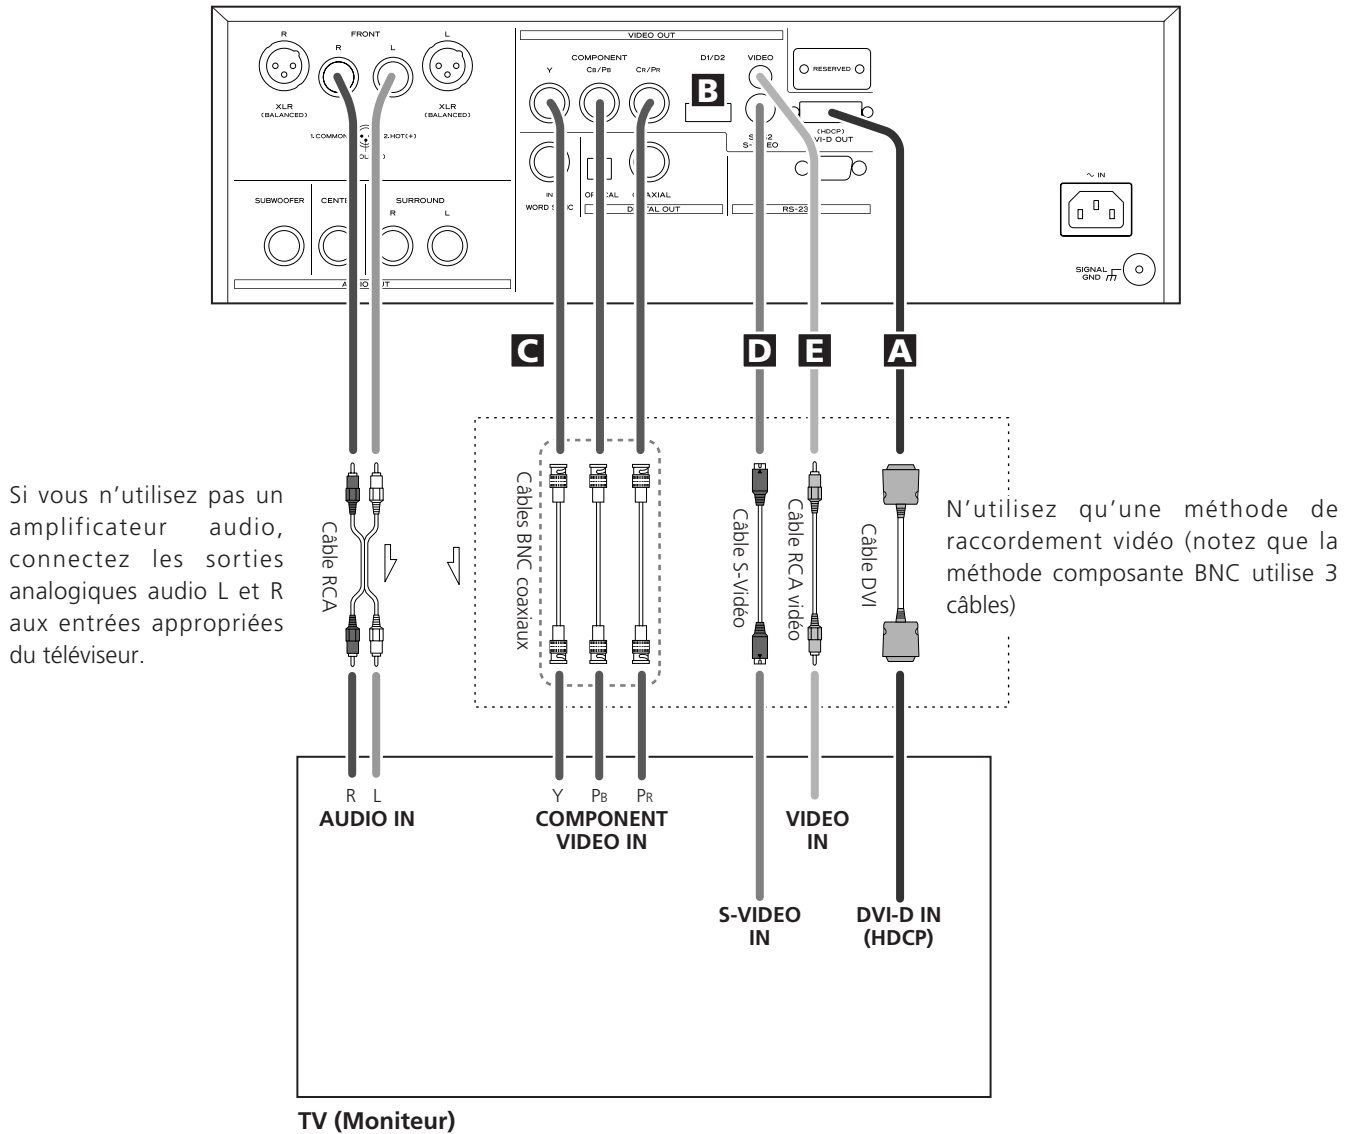 R
FRONT
L
R
L
XLR
(BALANCED)
XLR
(BALANCED)
1.COMMON
2.HOT(+)
SUBWOOFER
SURROUND
R
L
VIDEO OUT
COMPONENT
Y
CB/PB
CR/PR
D1/D2
VIDEO
B
RESERVED
(HDCP)
IN
∼ IN
SIGNAL
GND
C
D
E
A
Si vous n’utilisez pas un
amplificateur audio,
connectez les sorties
analogiques audio L et R
aux entrées appropriées
du téléviseur.
Câble RCA
Câbles BNC coaxiaux
Câble S-Vidéo
Câble RCA vidéo
Câble DVI
N’utilisez qu’une méthode de
raccordement vidéo (notez que la
méthode composante BNC utilise 3
câbles)
R L
AUDIO IN
Y PB PR
COMPONENT
VIDEO IN
VIDEO
IN
S-VIDEO
IN
DVI-D IN
(HDCP)
TV (Moniteur)